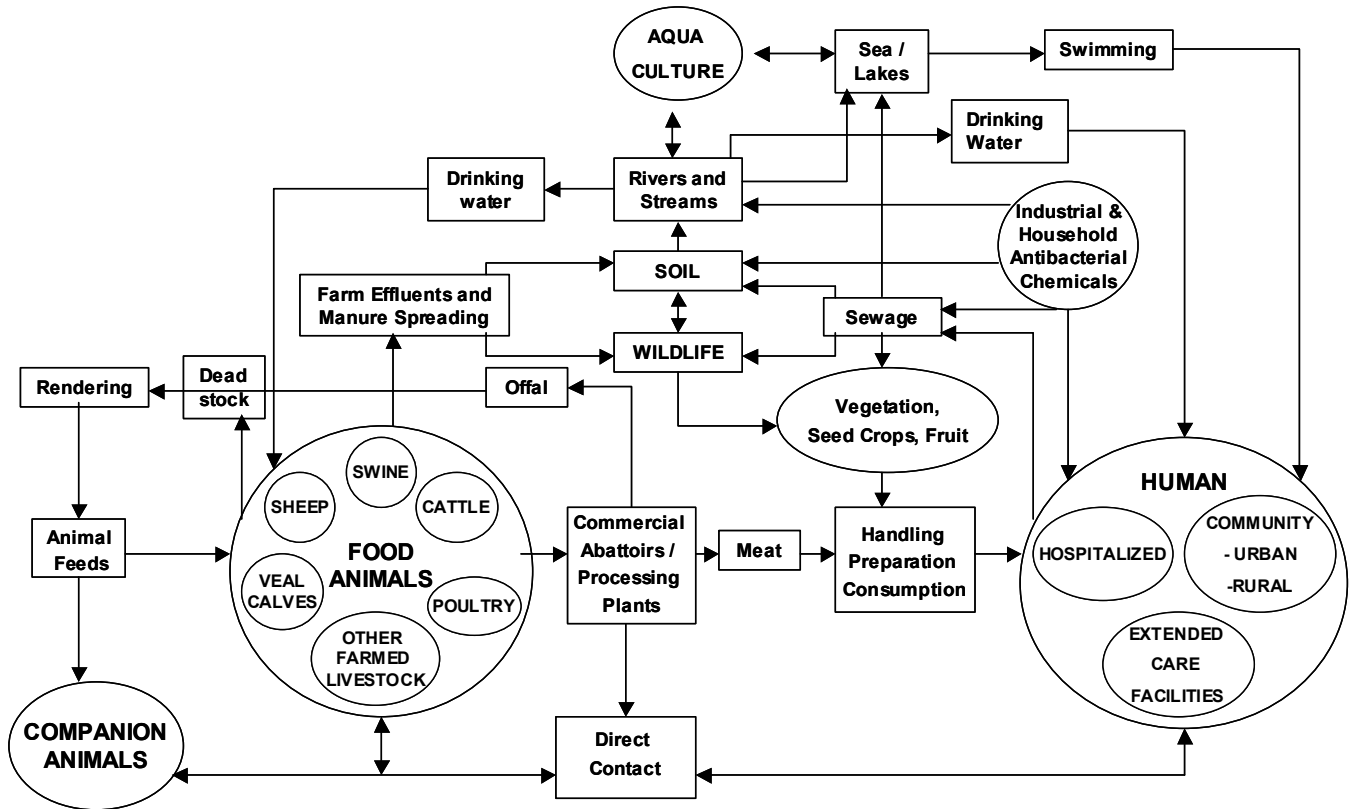 AQUA
CULTURE
Sea /
Lakes
Swimming
Drinking
Water
Drinking
water
Rivers and
Streams
Industrial &
Household
Antibacterial
Chemicals
SOIL
Farm Effluents and
Manure Spreading
Sewage
WILDLIFE
Rendering
Dead
stock
Offal
Vegetation,
Seed Crops, Fruit
SWINE
SHEEP
CATTLE
FOOD
ANIMALS
VEAL
CALVES
POULTRY
OTHER
FARMED
LIVESTOCK
Animal
Feeds
Commercial
Abattoirs /
Processing
Plants
Meat
Handling
Preparation
Consumption
HUMAN
HOSPITALIZED
COMMUNITY
- URBAN
-RURAL
EXTENDED
CARE
FACILITIES
COMPANION
ANIMALS
Direct
Contact